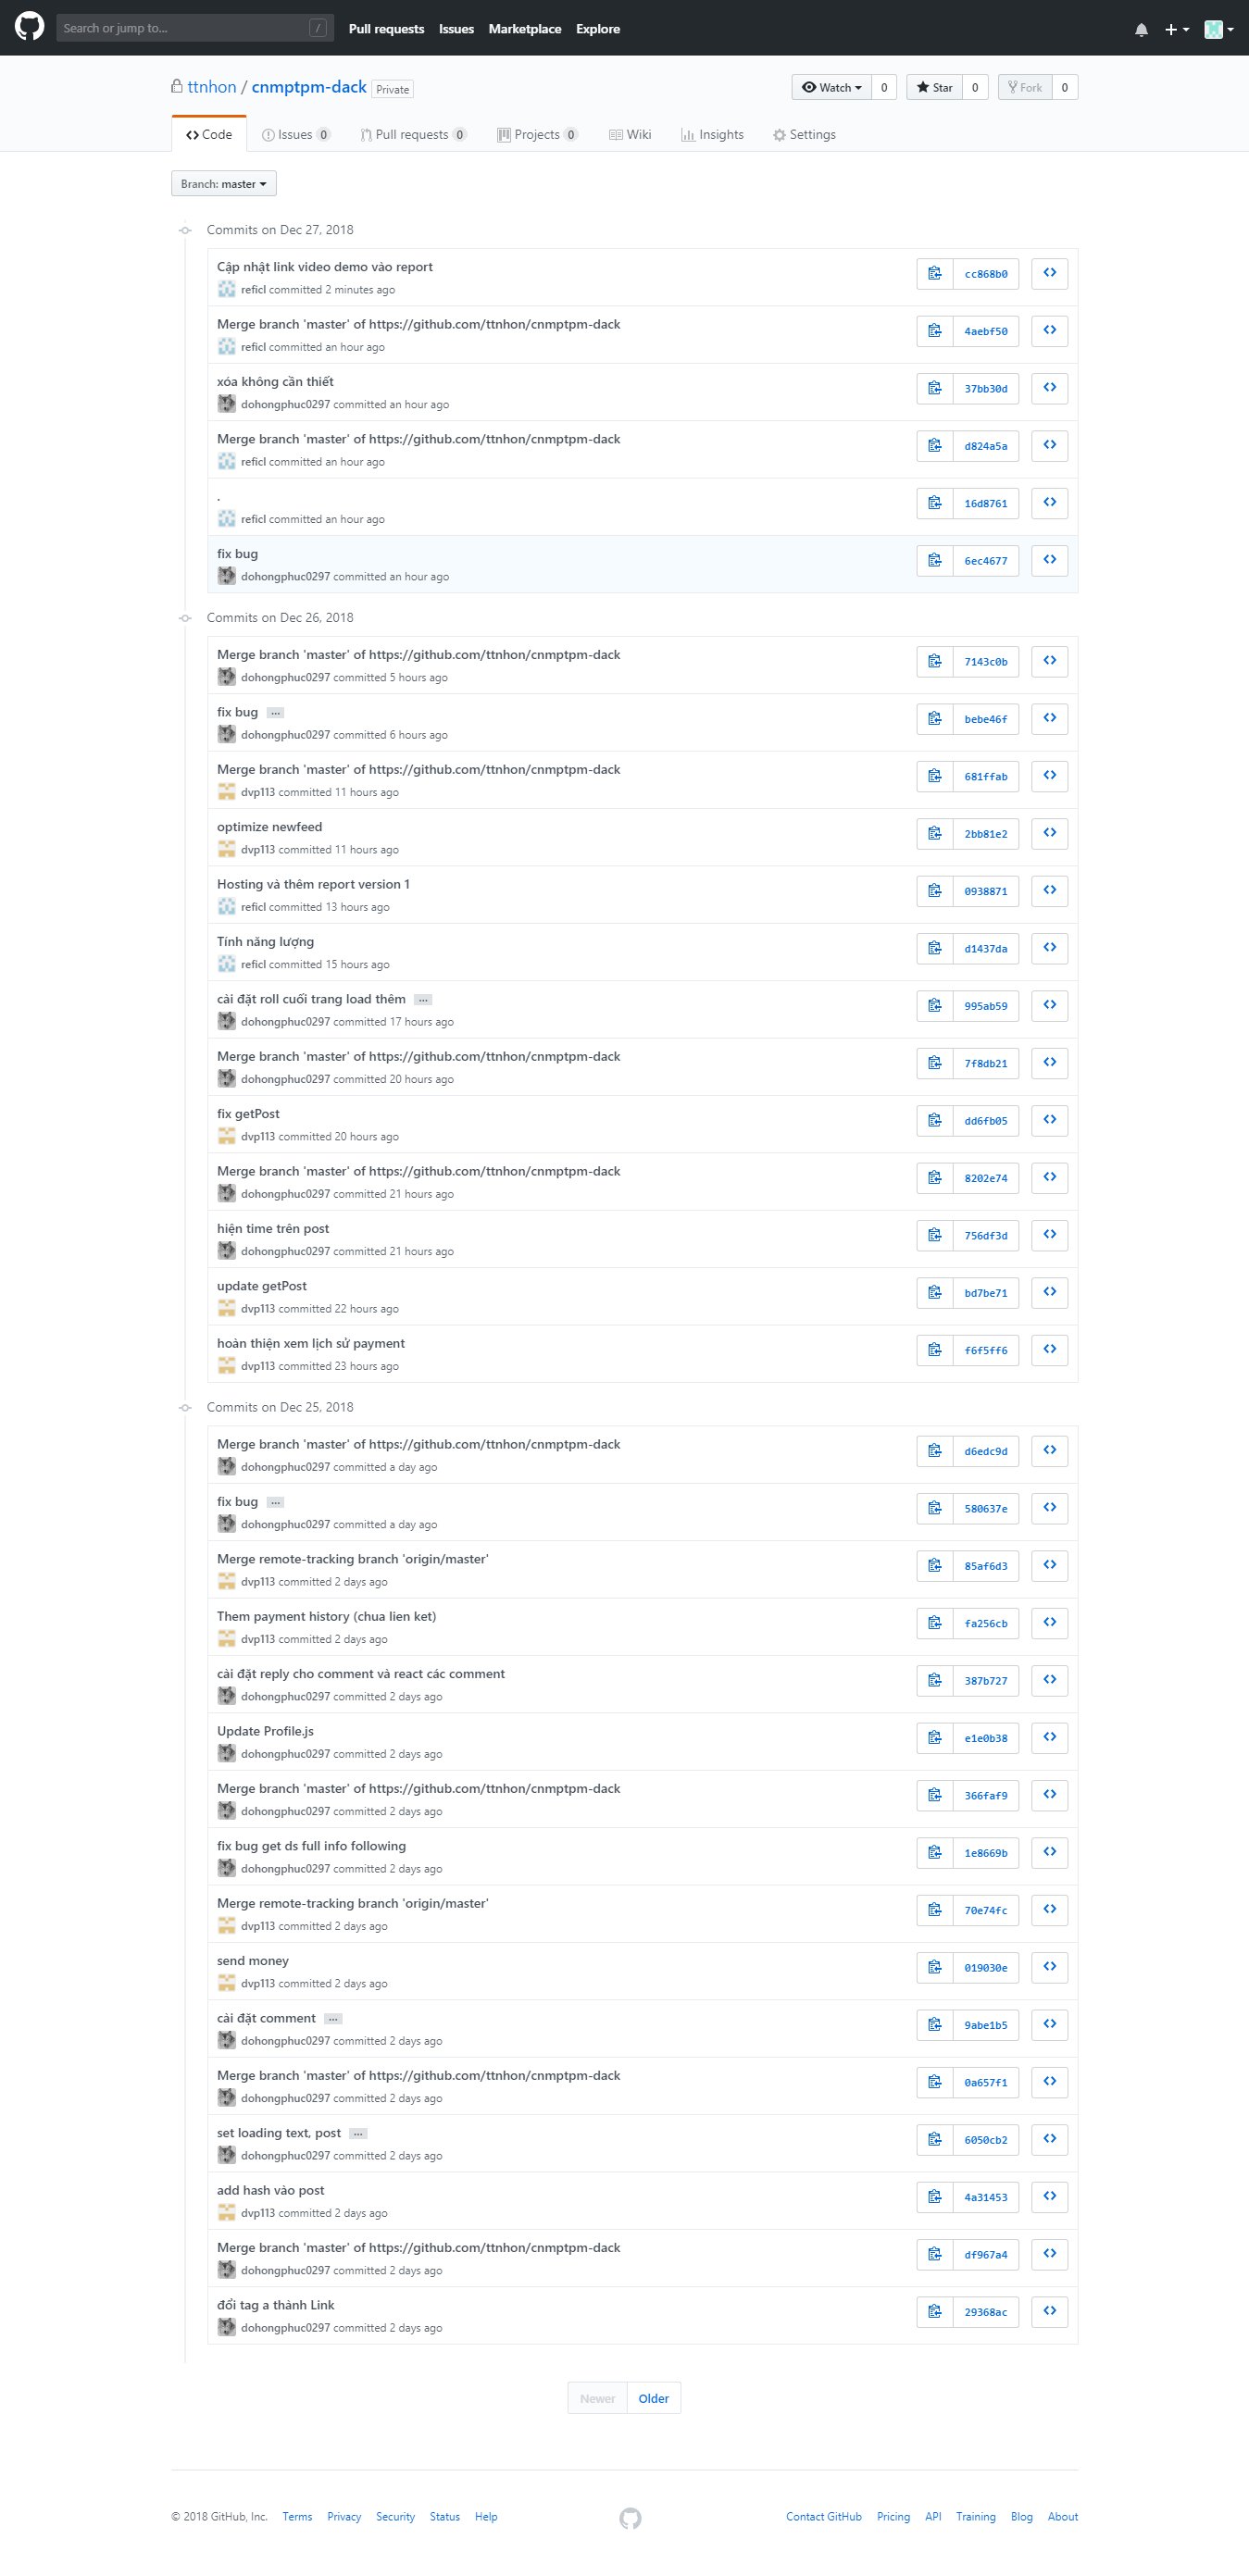 Search or jump to... / Pull requests Issues Marketplace Explore
ttnhon / cnmptpm-dack Private Watch 0 Star 0 Fork 0
Code Issues 0 Pull requests 0 Projects 0 Wiki Insights Settings
Branch: master
Commits on Dec 27, 2018
Cập nhật link video demo vào report
reficl committed 2 minutes ago cc868b0
Merge branch 'master' of https://github.com/ttnhon/cnmptpm-dack
reficl committed an hour ago 4aebf50
xóa không cần thiết
dohongphuc0297 committed an hour ago 37bb30d
Merge branch 'master' of https://github.com/ttnhon/cnmptpm-dack
reficl committed an hour ago d824a5a
.
reficl committed an hour ago 16d8761
fix bug
dohongphuc0297 committed an hour ago 6ec4677
Commits on Dec 26, 2018
Merge branch 'master' of https://github.com/ttnhon/cnmptpm-dack
dohongphuc0297 committed 5 hours ago 7143c0b
fix bug ...
dohongphuc0297 committed 6 hours ago bebe46f
Merge branch 'master' of https://github.com/ttnhon/cnmptpm-dack
dvp113 committed 11 hours ago 681ffab
optimize newfeed
dvp113 committed 11 hours ago 2bb81e2
Hosting và thêm report version 1
reficl committed 13 hours ago 0938871
Tính năng lượng
reficl committed 15 hours ago d1437da
cài đặt roll cuối trang load thêm ...
dohongphuc0297 committed 17 hours ago 995ab59
Merge branch 'master' of https://github.com/ttnhon/cnmptpm-dack
dohongphuc0297 committed 20 hours ago 7f8db21
fix getPost
dvp113 committed 20 hours ago dd6fb05
Merge branch 'master' of https://github.com/ttnhon/cnmptpm-dack
dohongphuc0297 committed 21 hours ago 8202e74
hiện time trên post
dohongphuc0297 committed 21 hours ago 756df3d
update getPost
dvp113 committed 22 hours ago bd7be71
hoàn thiện xem lịch sử payment
dvp113 committed 23 hours ago f6f5ff6
Commits on Dec 25, 2018
Merge branch 'master' of https://github.com/ttnhon/cnmptpm-dack
dohongphuc0297 committed a day ago d6edc9d
fix bug ...
dohongphuc0297 committed a day ago 580637e
Merge remote-tracking branch 'origin/master'
dvp113 committed 2 days ago 85af6d3
Them payment history (chua lien ket)
dvp113 committed 2 days ago fa256cb
cài đặt reply cho comment và react các comment
dohongphuc0297 committed 2 days ago 387b727
Update Profile.js
dohongphuc0297 committed 2 days ago e1e0b38
Merge branch 'master' of https://github.com/ttnhon/cnmptpm-dack
dohongphuc0297 committed 2 days ago 366faf9
fix bug get ds full info following
dohongphuc0297 committed 2 days ago 1e8669b
Merge remote-tracking branch 'origin/master'
dvp113 committed 2 days ago 70e74fc
send money
dvp113 committed 2 days ago 019030e
cài đặt comment ...
dohongphuc0297 committed 2 days ago 9abe1b5
Merge branch 'master' of https://github.com/ttnhon/cnmptpm-dack
dohongphuc0297 committed 2 days ago 0a657f1
set loading text, post ...
dohongphuc0297 committed 2 days ago 6050cb2
add hash vào post
dvp113 committed 2 days ago 4a31453
Merge branch 'master' of https://github.com/ttnhon/cnmptpm-dack
dohongphuc0297 committed 2 days ago df967a4
đổi tag a thành Link
dohongphuc0297 committed 2 days ago 29368ac
Newer Older
© 2018 GitHub, Inc. Terms Privacy Security Status Help Contact GitHub Pricing API Training Blog About